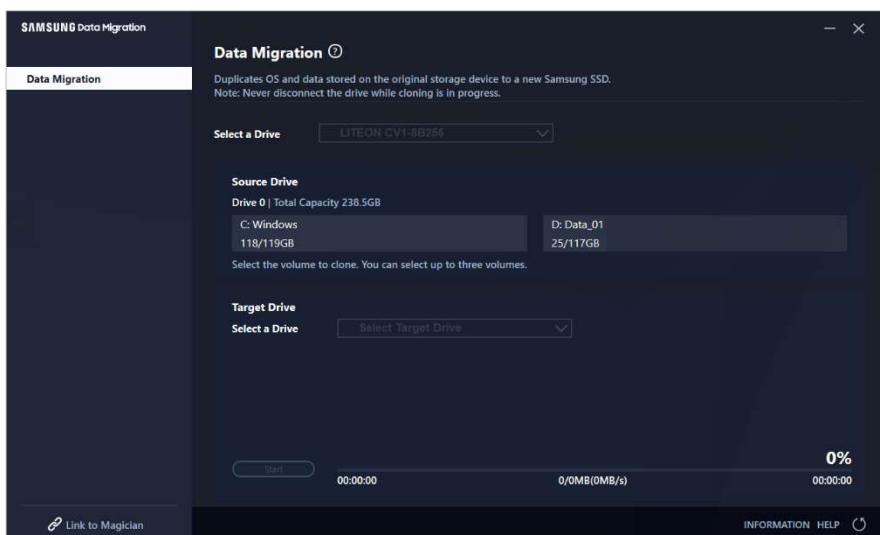 SAMSUNG Data Migration
Data Migration
Data Migration ?
Duplicates OS and data stored on the original storage device to a new Samsung SSD.
Note: Never disconnect the drive while cloning is in progress.
Select a Drive
LITEON CV1-8B256
Source Drive
Drive 0 | Total Capacity 238.5GB
C: Windows
118/119GB
D: Data_01
25/117GB
Select the volume to clone. You can select up to three volumes.
Target Drive
Select a Drive
Select Target Drive
0%
Start
00:00:00
0/0MB(0MB/s)
00:00:00
Link to Magician
INFORMATION HELP